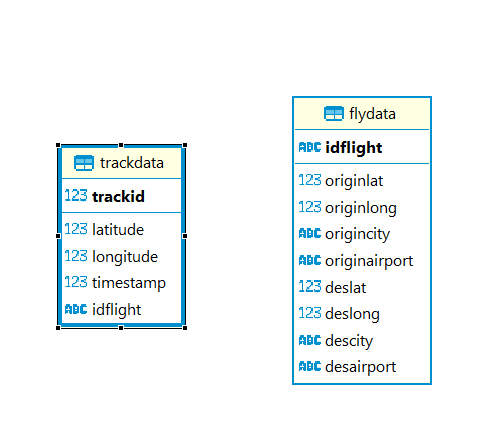 trackdata
123 trackid
123 latitude
123 longitude
123 timestamp
ABC idflight
flydata
ABC idflight
123 originlat
123 originlong
ABC origincity
ABC originairport
123 deslat
123 deslong
ABC descity
ABC desairport